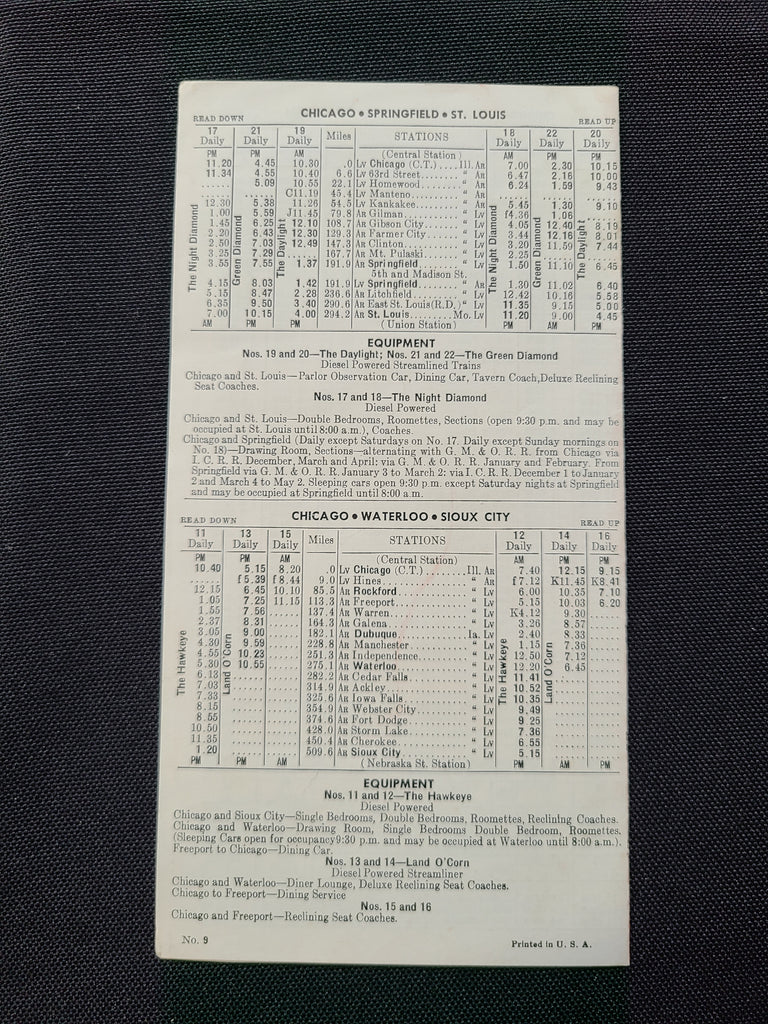 CHICAGO • SPRINGFIELD • ST. LOUIS
READ DOWN READ UP
17 Daily 21 Daily 19 Daily Miles STATIONS 18 Daily 22 Daily 20 Daily
PM PM AM (Central Station) AM PM PM
11.20 4.45 10.30 .0 Lv Chicago (C.T.)....Ill. Ar 7.00 2.30 10.15
11.34 4.55 10.40 6.6 Lv 63rd Street........ " Ar 6.47 2.16 10.00
...... 5.09 10.55 22.1 Lv Homewood........ " Ar 6.24 1.59 9.43
...... C11.19 45.4 Lv Manteno.......... " Ar
12.30 5.38 11.26 54.5 Lv Kankakee......... " Ar 5.45 1.30 9.10
1.00 5.59 J11.45 79.8 Ar Gilman........... " Lv f4.36 1.06
1.45 6.25 12.10 108.7 Ar Gibson City....... " Lv 4.05 12.40 8.19
2.20 6.43 12.30 129.3 Ar Farmer City....... " Lv 3.44 12.16 8.01
2.50 7.03 12.49 147.3 Ar Clinton........... " Lv 3.20 11.59 7.44
3.25 7.29 ...... 167.7 Ar Mt. Pulaski....... " Lv 2.25
3.55 7.55 1.37 191.9 Ar Springfield....... " Lv 1.50 11.10 6.45
5th and Madison St.
4.15 8.03 1.42 191.9 Lv Springfield....... " Ar 1.30 11.02 6.40
5.15 8.47 2.28 236.6 Ar Litchfield......... " Lv 12.42 10.16 5.58
6.35 9.50 3.40 290.6 Ar East St. Louis(R.D.) " Lv 11.35 9.15 5.00
7.00 10.15 4.00 294.2 Ar St. Louis........Mo. Lv 11.20 9.00 4.45
AM PM PM (Union Station) PM AM PM
The Night Diamond
Green Diamond
The Daylight
The Night Diamond
Green Diamond
The Daylight
EQUIPMENT
Nos. 19 and 20—The Daylight; Nos. 21 and 22—The Green Diamond
Diesel Powered Streamlined Trains
Chicago and St. Louis—Parlor Observation Car, Dining Car, Tavern Coach,Deluxe Reclining
Seat Coaches.
Nos. 17 and 18—The Night Diamond
Diesel Powered
Chicago and St. Louis—Double Bedrooms, Roomettes, Sections (open 9:30 p.m. and may be
occupied at St. Louis until 8:00 a.m.), Coaches.
Chicago and Springfield (Daily except Saturdays on No. 17. Daily except Sunday mornings on
No. 18)—Drawing Room, Sections—alternating with G. M. & O. R. R. from Chicago via
I. C. R. R. December, March and April; via G. M. & O. R. R. January and February. From
Springfield via G. M. & O. R. R. January 3 to March 2; via I. C. R. R. December 1 to January
2 and March 4 to May 2. Sleeping cars open 9:30 p.m. except Saturday nights at Springfield
and may be occupied at Springfield until 8:00 a.m.
CHICAGO • WATERLOO • SIOUX CITY
READ DOWN READ UP
11 Daily 13 Daily 15 Daily Miles STATIONS 12 Daily 14 Daily 16 Daily
PM PM AM (Central Station) AM PM PM
10.40 5.15 8.20 .0 Lv Chicago (C.T.).......Ill. Ar 7.40 12.15 9.15
...... f5.39 f8.44 9.0 Lv Hines............ " Ar f7.12 K11.45 K8.41
12.15 6.45 10.10 85.5 Ar Rockford......... " Lv 6.00 10.35 7.10
1.05 7.25 11.15 113.3 Ar Freeport.......... " Lv 5.15 10.03 6.20
1.55 7.56 ...... 137.4 Ar Warren........... " Lv K4.12 9.30 ......
2.37 8.31 ...... 164.3 Ar Galena........... " Lv 3.26 8.57 ......
3.05 9.00 ...... 182.1 Ar Dubuque.........Ia. Lv 2.40 8.33 ......
4.30 9.59 ...... 228.8 Ar Manchester....... " Lv 1.15 7.36 ......
4.55 10.23 ...... 251.3 Ar Independence..... " Lv 12.50 7.12 ......
5.30 10.55 ...... 275.1 Ar Waterloo......... " Lv 12.20 6.45 ......
6.13 ...... ...... 282.2 Ar Cedar Falls....... " Lv 11.41 ...... ......
7.03 ...... ...... 314.9 Ar Ackley............ " Lv 10.52 ...... ......
7.33 ...... ...... 325.6 Ar Iowa Falls......... " Lv 10.35 ...... ......
8.15 ...... ...... 354.9 Ar Webster City...... " Lv 9.49 ...... ......
8.55 ...... ...... 374.6 Ar Fort Dodge........ " Lv 9 25 ...... ......
10.50 ...... ...... 428.0 Ar Storm Lake....... " Lv 7.36 ...... ......
11.35 ...... ...... 450.4 Ar Cherokee......... " Lv 6.55 ...... ......
1.20 ...... ...... 509.6 Ar Sioux City........ " Lv 5.15 ...... ......
PM PM AM (Nebraska St. Station) PM AM PM
The Hawkeye
Land O'Corn
The Hawkeye
Land O'Corn
EQUIPMENT
Nos. 11 and 12—The Hawkeye
Diesel Powered
Chicago and Sioux City—Single Bedrooms, Double Bedrooms, Roomettes, Reclining Coaches.
Chicago and Waterloo—Drawing Room, Single Bedrooms Double Bedroom, Roomettes.
(Sleeping Cars open for occupancy9:30 p.m. and may be occupied at Waterloo until 8:00 a.m.).
Freeport to Chicago—Dining Car.
Nos. 13 and 14—Land O'Corn
Diesel Powered Streamliner
Chicago and Waterloo—Diner Lounge, Deluxe Reclining Seat Coaches.
Chicago to Freeport—Dining Service
Nos. 15 and 16
Chicago and Freeport—Reclining Seat Coaches.
No. 9 Printed in U. S. A.